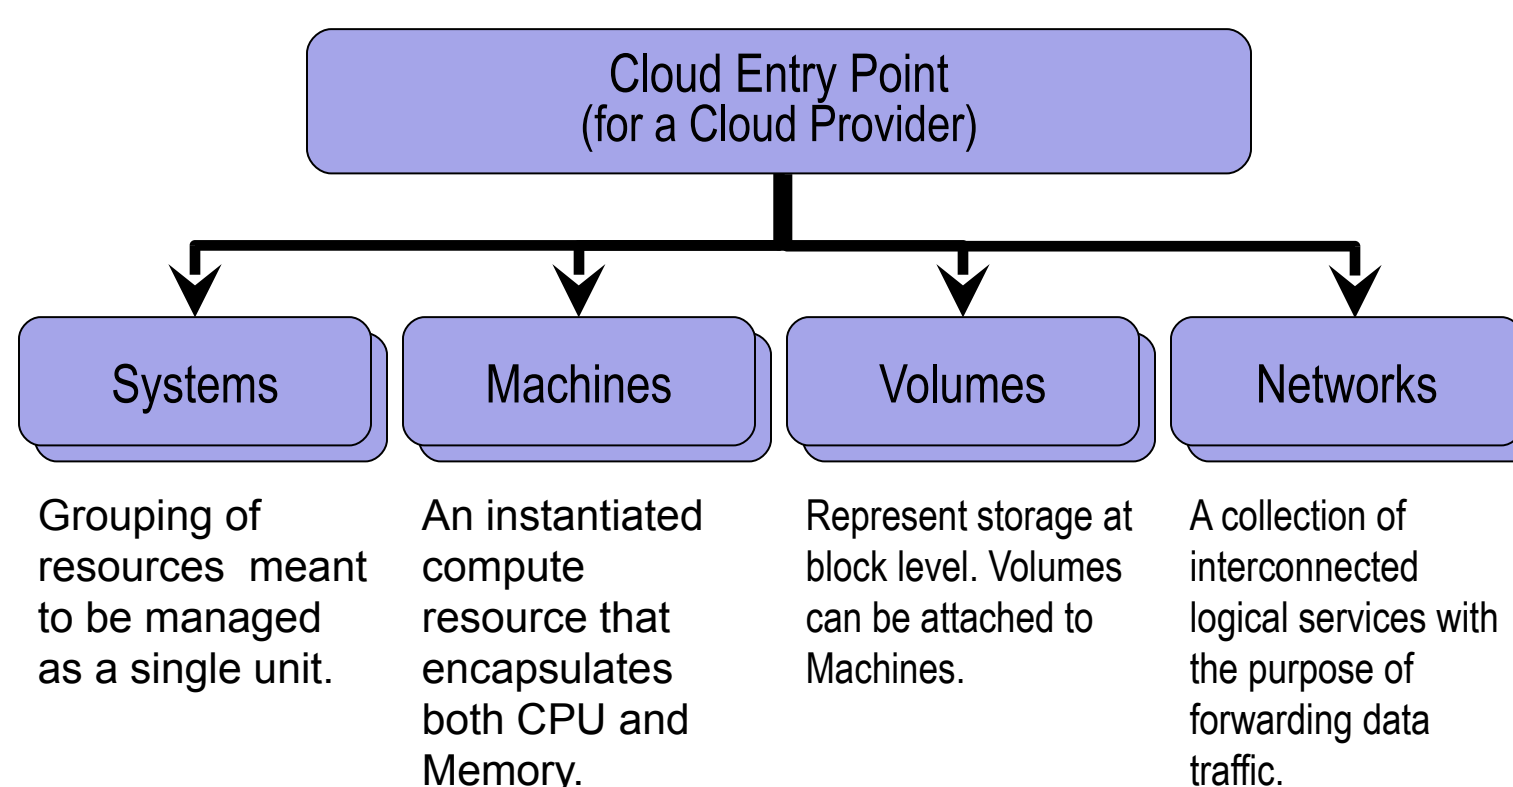 Cloud Entry Point
(for a Cloud Provider)
Systems
Machines
Volumes
Networks
Grouping of
resources  meant
to be managed
as a single unit.
An instantiated
compute
resource that
encapsulates
both CPU and
Memory.
Represent storage at
block level. Volumes
can be attached to
Machines.
A collection of
interconnected
logical services with
the purpose of
forwarding data
traffic.